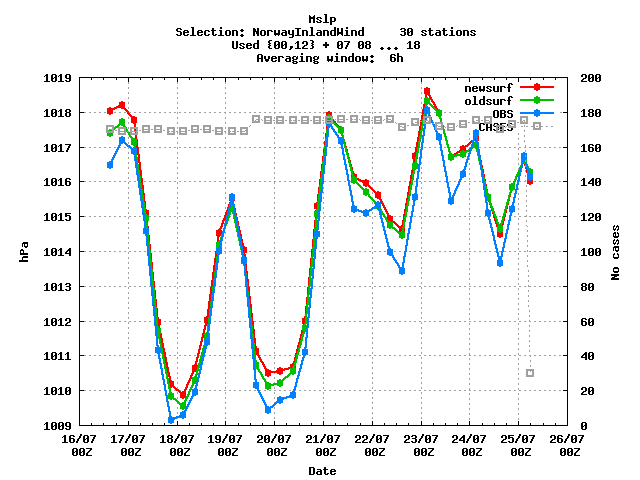 Mslp
Selection: NorwayInlandWind     30 stations
Used {00,12} + 07 08 ... 18
Averaging window:  6h
1019
1018
1017
1016
1015
1014
1013
1012
1011
1010
1009
200
180
160
140
120
100
80
60
40
20
0
newsurf
oldsurf
OBS
CASES
hPa
No cases
16/07 17/07 18/07 19/07 20/07 21/07 22/07 23/07 24/07 25/07 26/07
00Z 00Z 00Z 00Z 00Z 00Z 00Z 00Z 00Z 00Z 00Z
Date